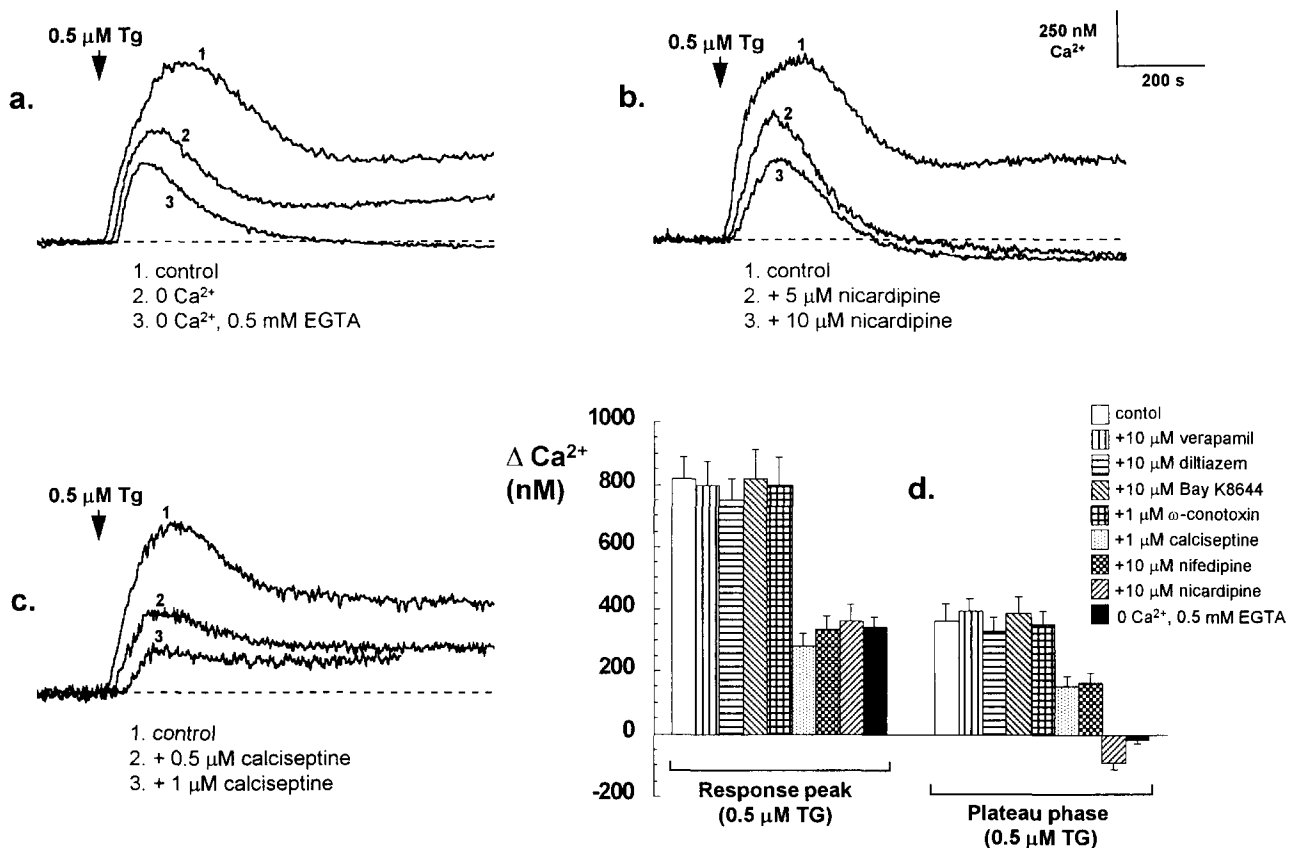 a.
0.5 μM Tg
1
2
3
1. control
2. 0 Ca²⁺
3. 0 Ca²⁺, 0.5 mM EGTA
b.
0.5 μM Tg
1
2
3
1. control
2. + 5 μM nicardipine
3. + 10 μM nicardipine
250 nM
Ca²⁺
200 s
c.
0.5 μM Tg
1
2
3
1. control
2. + 0.5 μM calciseptine
3. + 1 μM calciseptine
d.
Δ Ca²⁺
(nM)
1000
800
600
400
200
0
-200
Response peak
(0.5 μM TG)
Plateau phase
(0.5 μM TG)
contol
+10 μM verapamil
+10 μM diltiazem
+10 μM Bay K8644
+1 μM ω-conotoxin
+1 μM calciseptine
+10 μM nifedipine
+10 μM nicardipine
0 Ca²⁺, 0.5 mM EGTA